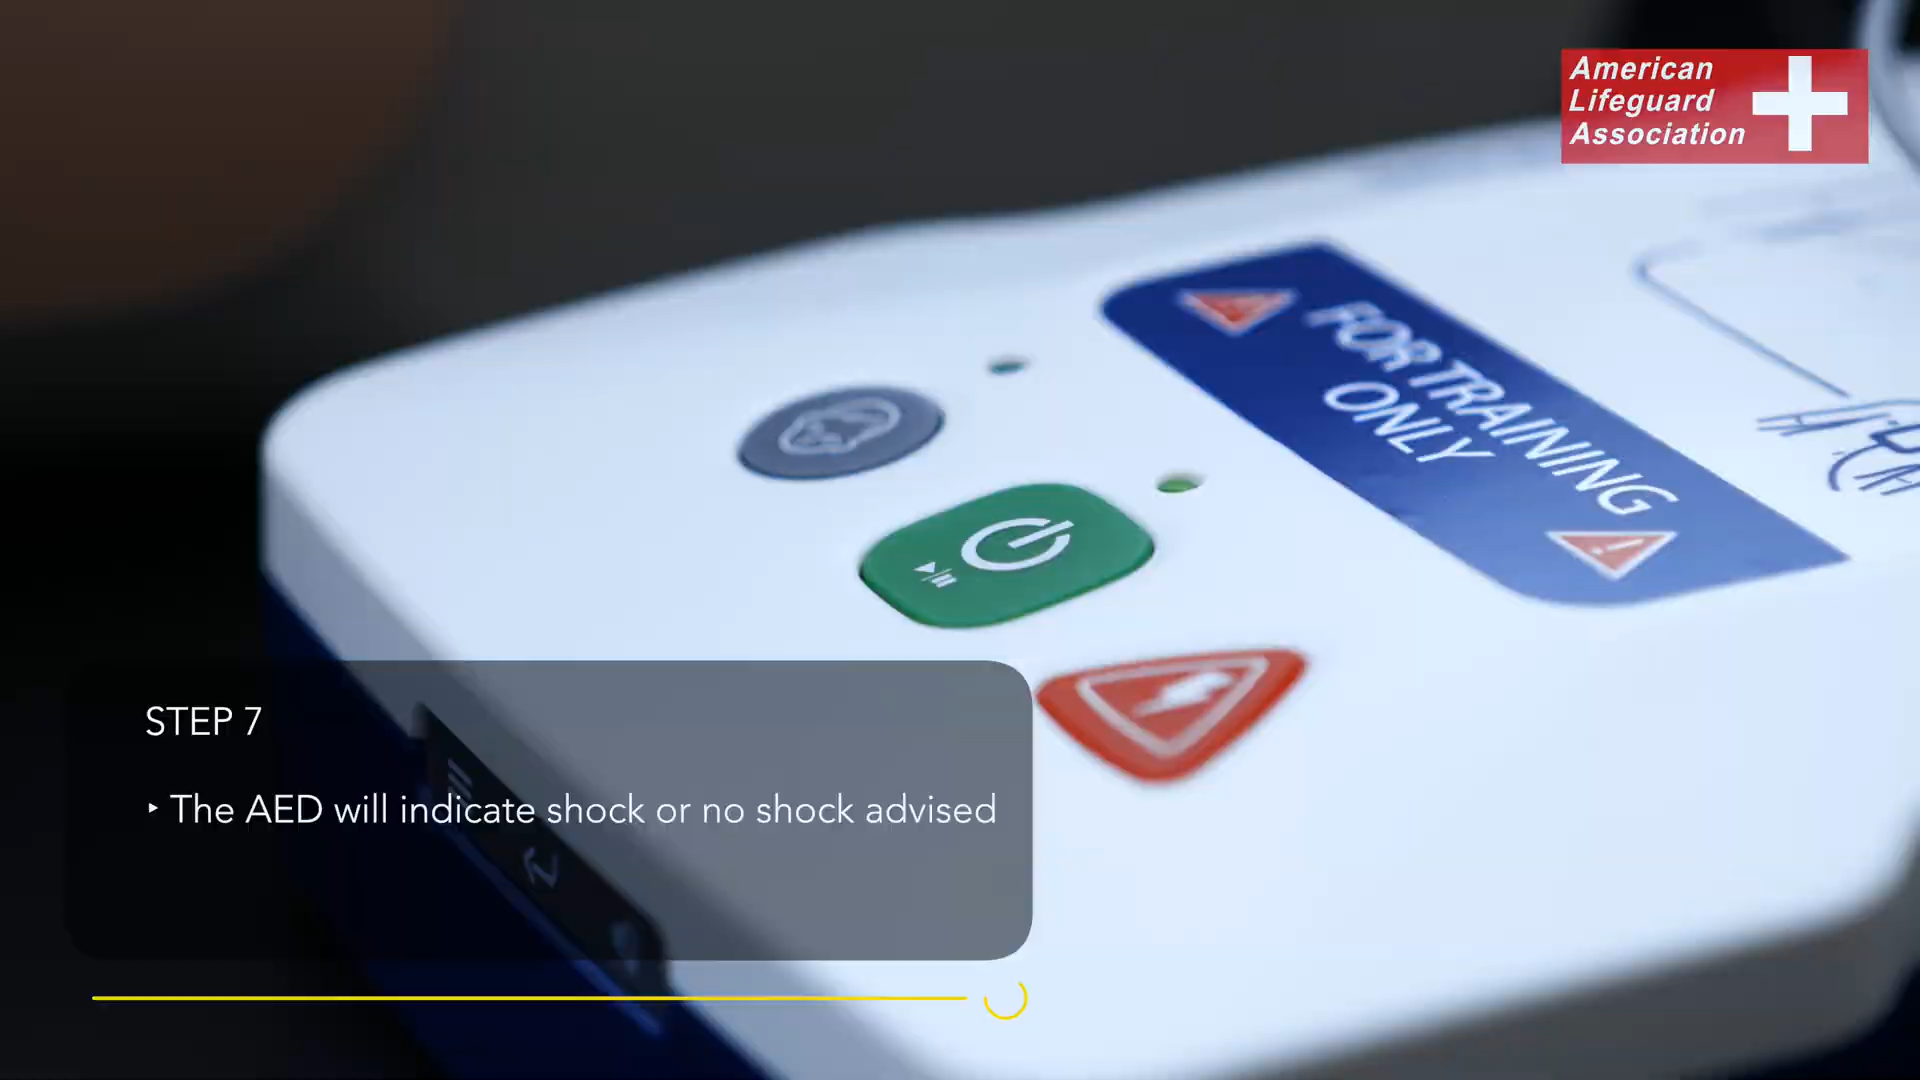 American
Lifeguard
Association
FOR TRAINING
ONLY
STEP 7
‣ The AED will indicate shock or no shock advised